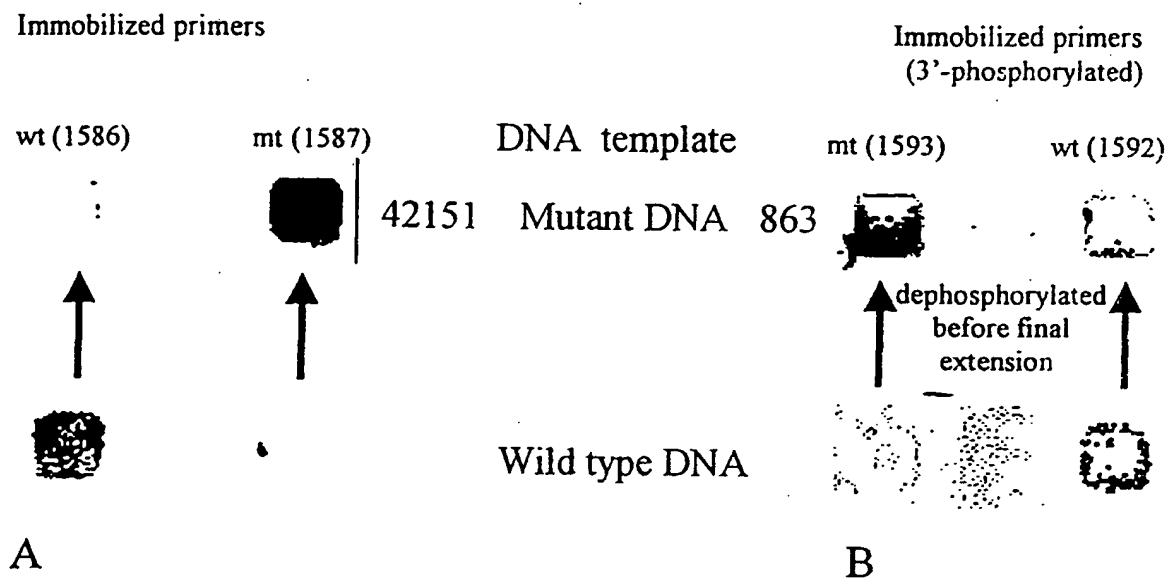 Immobilized primers
Immobilized primers
(3'-phosphorylated)
wt (1586)
mt (1587)
DNA template
mt (1593)
wt (1592)
42151
Mutant DNA
863
dephosphorylated
before final
extension
Wild type DNA
A
B